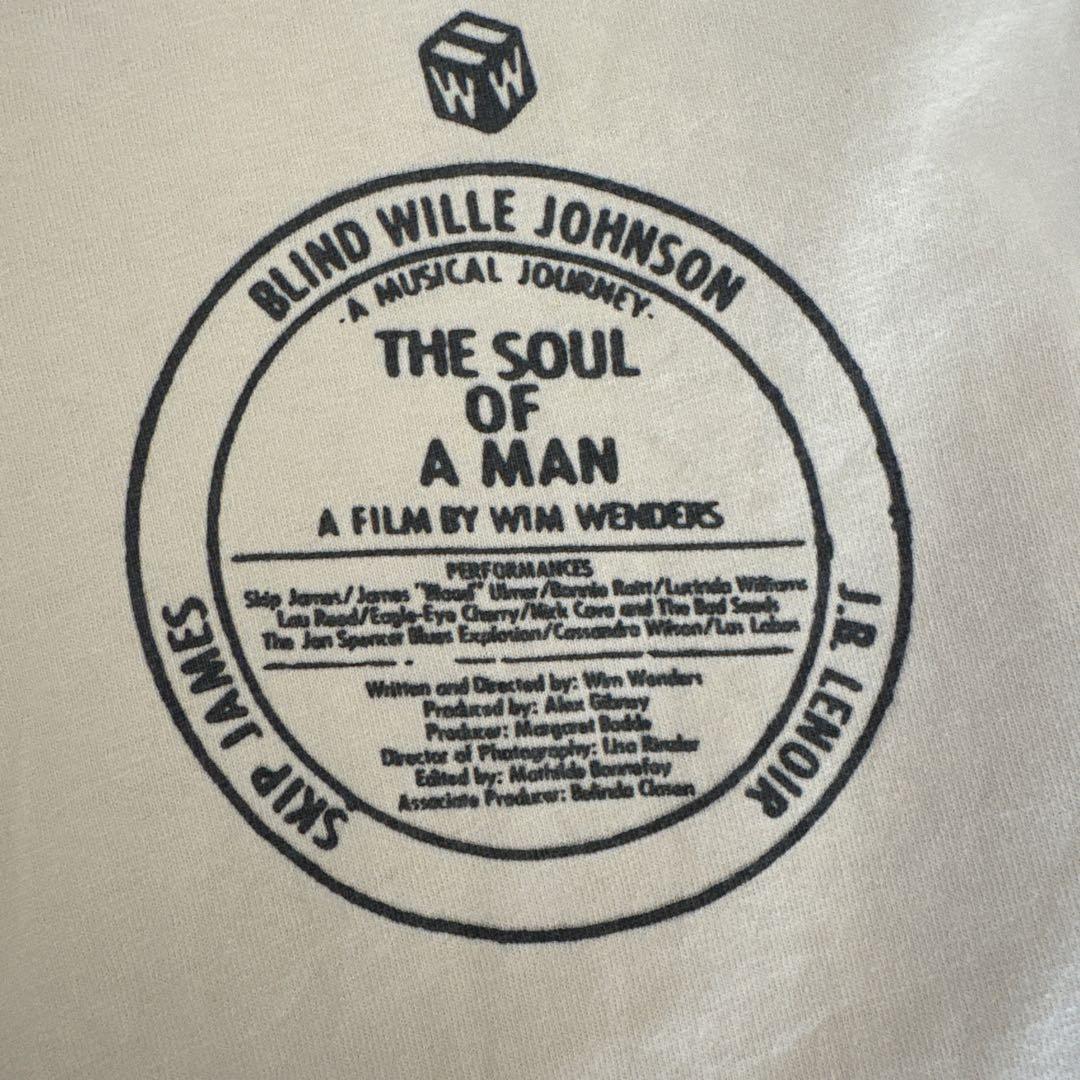 W W
BLIND WILLE JOHNSON
·A MUSICAL JOURNEY·
THE SOUL
OF
A MAN
A FILM BY WIM WENDERS
PERFORMANCES
Skip James/James "Blood" Ulmer/Bonnie Raitt/Lucinda Williams
Lou Reed/Eagle-Eye Cherry/Nick Cave and The Bad Seeds
The Jon Spencer Blues Explosion/Cassandra Wilson/Los Lobos
Written and Directed by: Wim Wenders
Produced by: Alex Gibney
Producer: Margaret Bodde
Director of Photography: Lisa Rinzler
Edited by: Mathilde Bonnefoy
Associate Producer: Belinda Clasen
SKIP JAMES
J.B. LENOIR